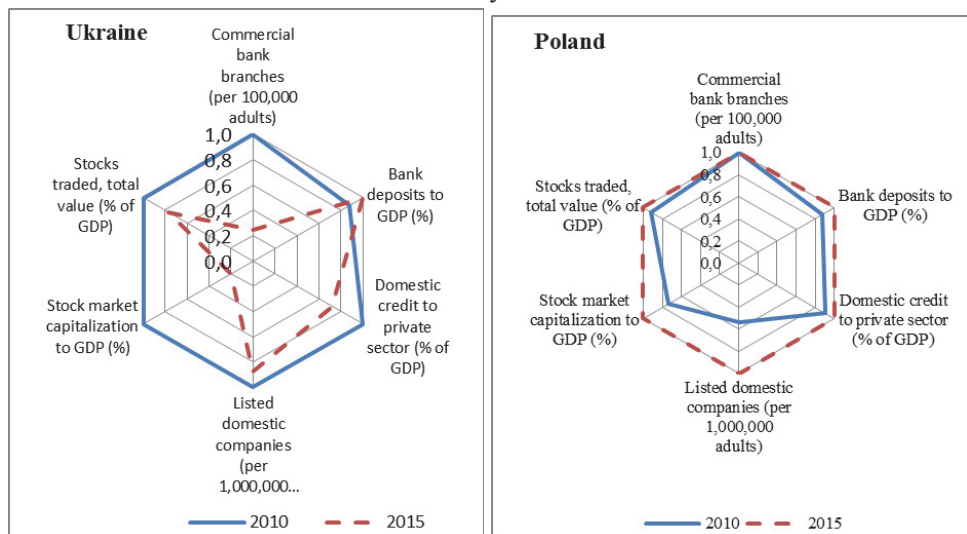 Ukraine
Commercial
bank
branches
(per 100,000
adults)
1,0
0,8
0,6
0,4
0,2
0,0
Bank
deposits to
GDP (%)
Domestic
credit to
private
sector (% of
GDP)
Listed
domestic
companies
(per
1,000,000...
Stock market
capitalization
to GDP (%)
Stocks
traded, total
value (% of
GDP)
2010
2015
Poland
Commercial
bank branches
(per 100,000
adults)
1,0
0,8
0,6
0,4
0,2
0,0
Bank deposits to
GDP (%)
Domestic credit
to private sector
(% of GDP)
Listed domestic
companies (per
1,000,000
adults)
Stock market
capitalization to
GDP (%)
Stocks traded,
total value (% of
GDP)
2010
2015